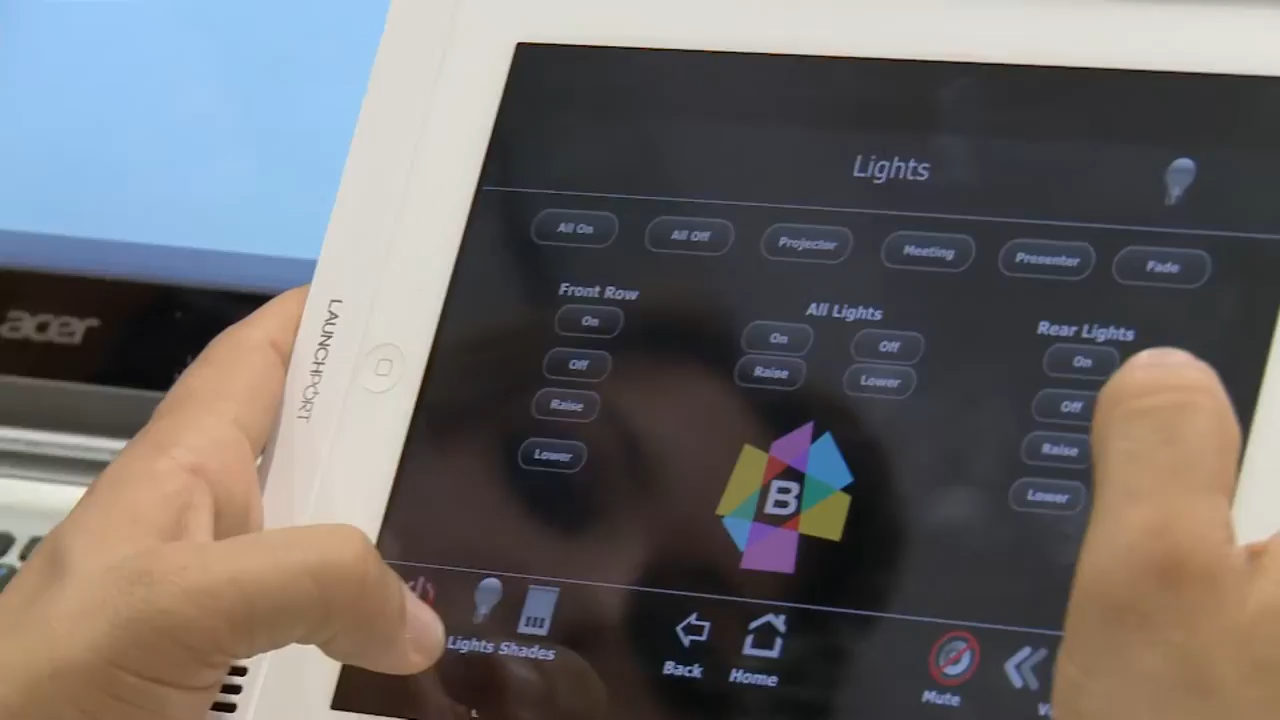 acer
LAUNCHPORT
Lights
All On
All Off
Projector
Meeting
Presenter
Fade
Front Row
On
Off
Raise
Lower
All Lights
On
Off
Raise
Lower
Rear Lights
On
Off
Raise
Lower
B
Lights
Shades
Back
Home
Mute